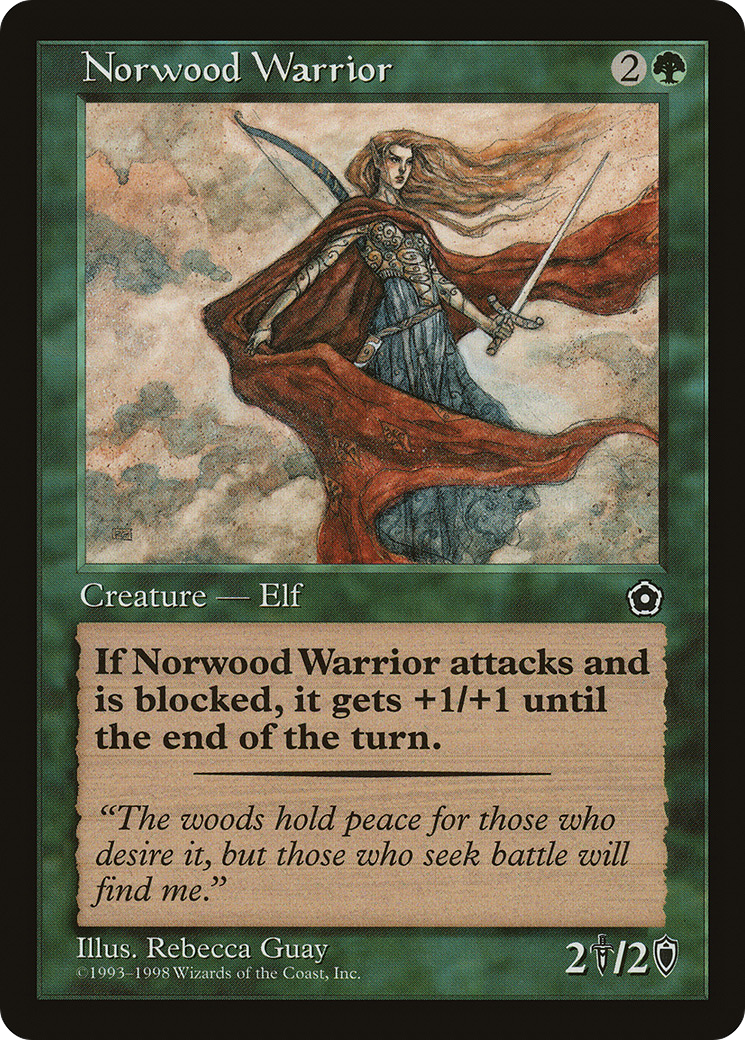 Norwood Warrior 2
Creature — Elf
If Norwood Warrior attacks and
is blocked, it gets +1/+1 until
the end of the turn.
“The woods hold peace for those who
desire it, but those who seek battle will
find me.”
Illus. Rebecca Guay
©1993–1998 Wizards of the Coast, Inc.
2/2